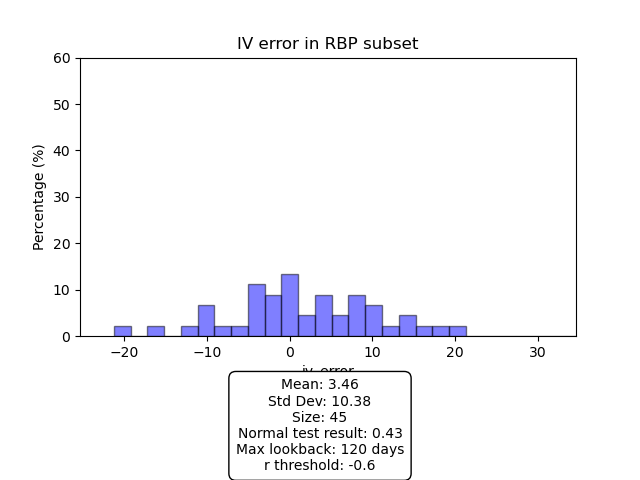 IV error in RBP subset
60
50
40
30
20
10
0
Percentage (%)
−20
−10
0
10
20
30
iv_error
Mean: 3.46
Std Dev: 10.38
Size: 45
Normal test result: 0.43
Max lookback: 120 days
r threshold: -0.6